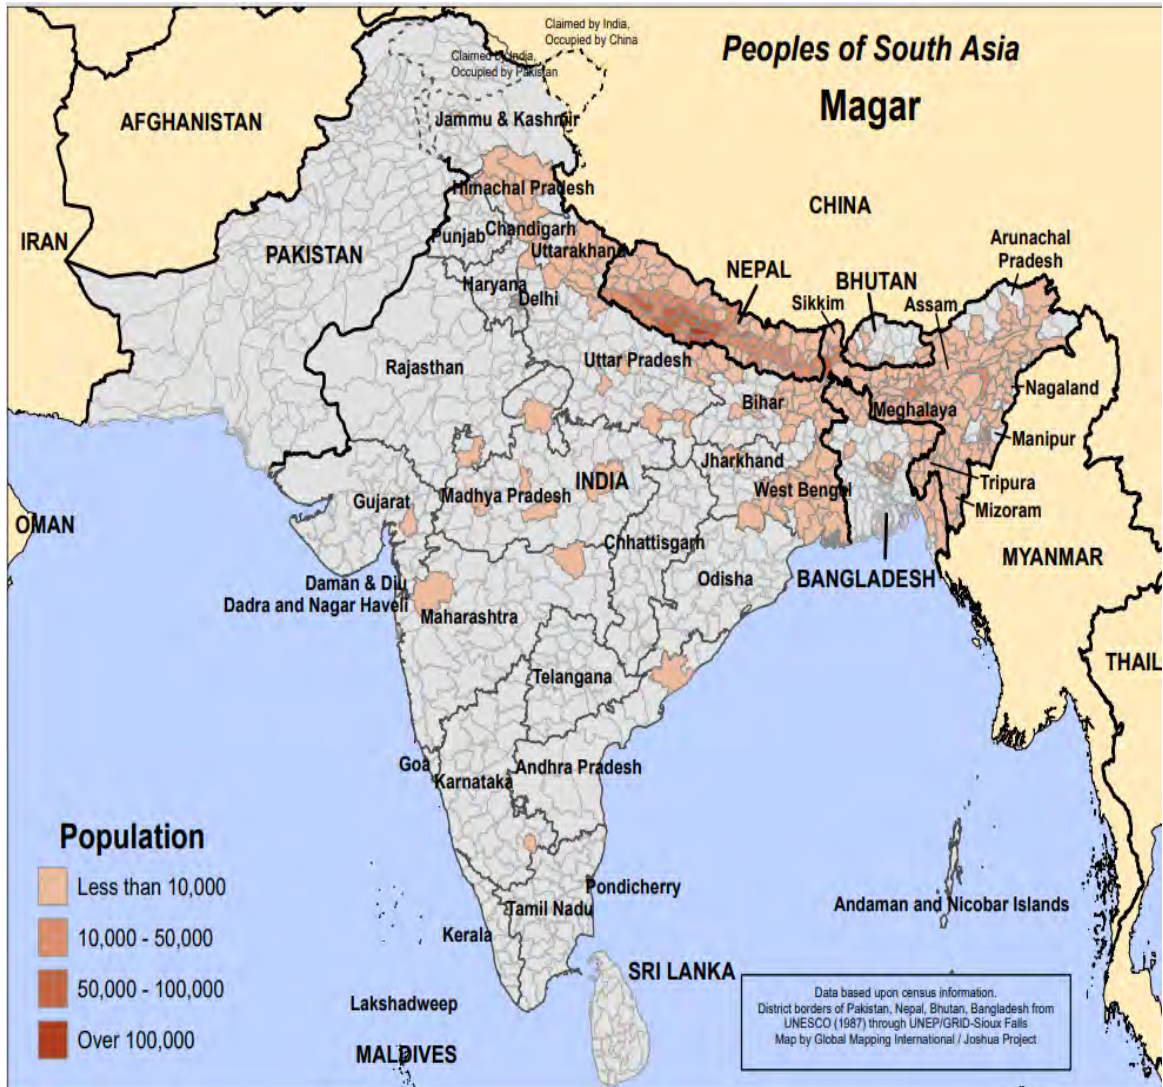 Claimed by India,
Occupied by China
Peoples of South Asia
Claimed by India,
Occupied by Pakistan
Magar
AFGHANISTAN
Jammu & Kashmir
Himachal Pradesh
CHINA
IRAN
PAKISTAN
Punjab
Chandigarh
Uttarakhand
Arunachal
Pradesh
Haryana
Delhi
NEPAL
BHUTAN
Sikkim
Assam
Rajasthan
Uttar Pradesh
Bihar
Meghalaya
Nagaland
Manipur
Jharkhand
INDIA
Gujarat
Madhya Pradesh
West Bengal
Tripura
Mizoram
OMAN
Chhattisgarh
MYANMAR
Daman & Diu
Dadra and Nagar Haveli
Odisha
BANGLADESH
Maharashtra
Telangana
THAIL
Goa
Karnataka
Andhra Pradesh
Population
Less than 10,000
10,000 - 50,000
50,000 - 100,000
Over 100,000
Pondicherry
Tamil Nadu
Kerala
Andaman and Nicobar Islands
SRI LANKA
Lakshadweep
MALDIVES
Data based upon census information.
District borders of Pakistan, Nepal, Bhutan, Bangladesh from
UNESCO (1987) through UNEP/GRID-Sioux Falls
Map by Global Mapping International / Joshua Project